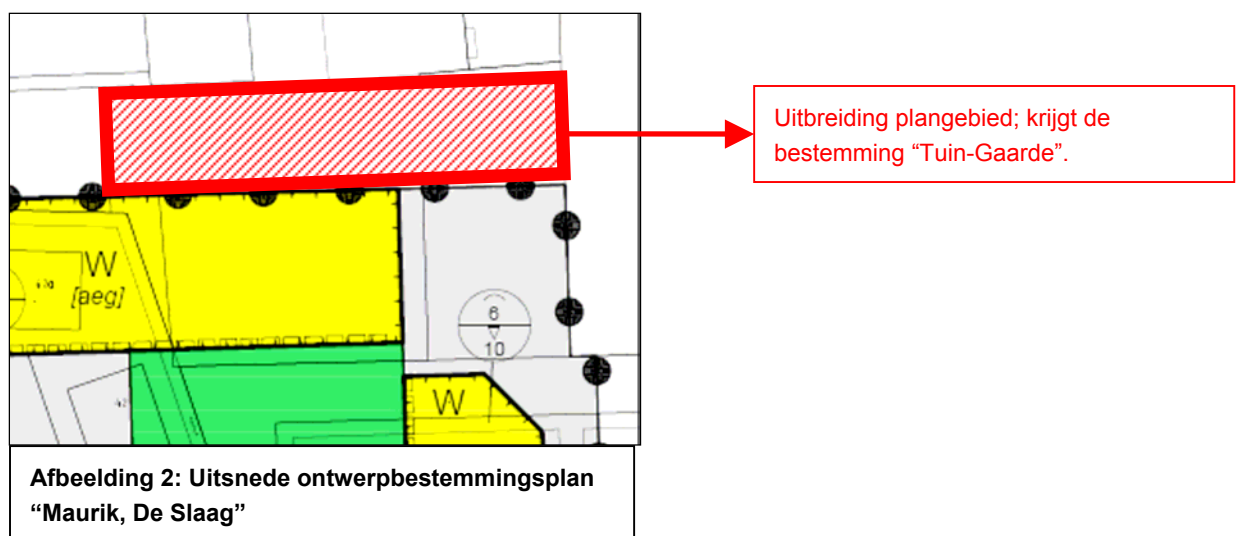 Uitbreiding plangebied; krijgt de
bestemming “Tuin-Gaarde”.
W
[aeg]
6
10
W
Afbeelding 2: Uitsnede ontwerpbestemmingsplan
“Maurik, De Slaag”